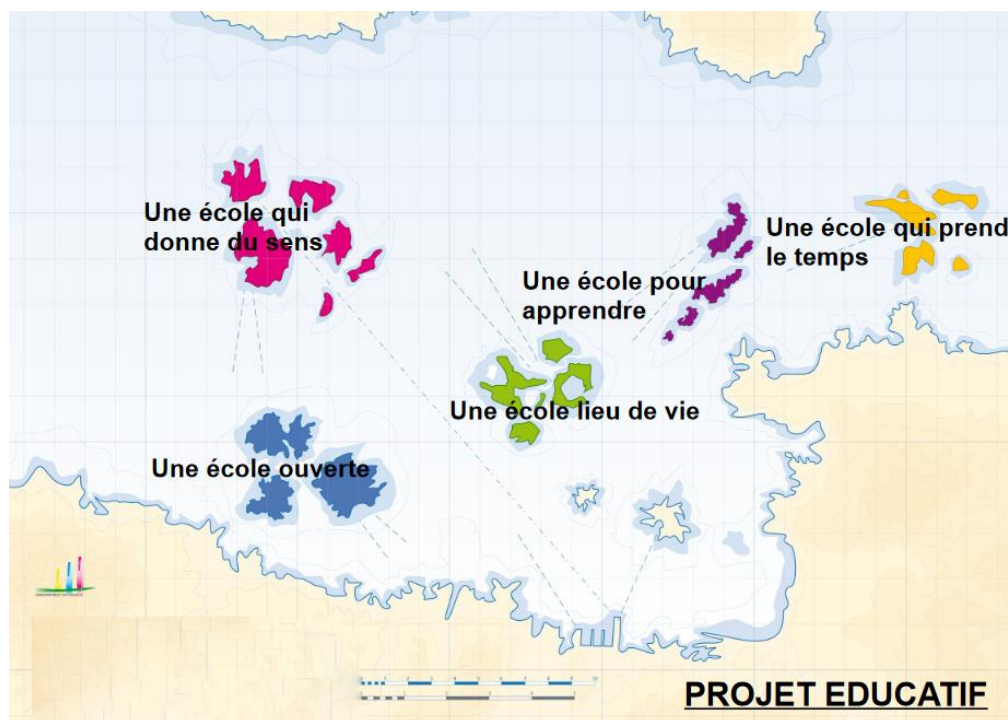 Une école qui
donne du sens
Une école qui prend
le temps
Une école pour
apprendre
Une école lieu de vie
Une école ouverte
PROJET EDUCATIF